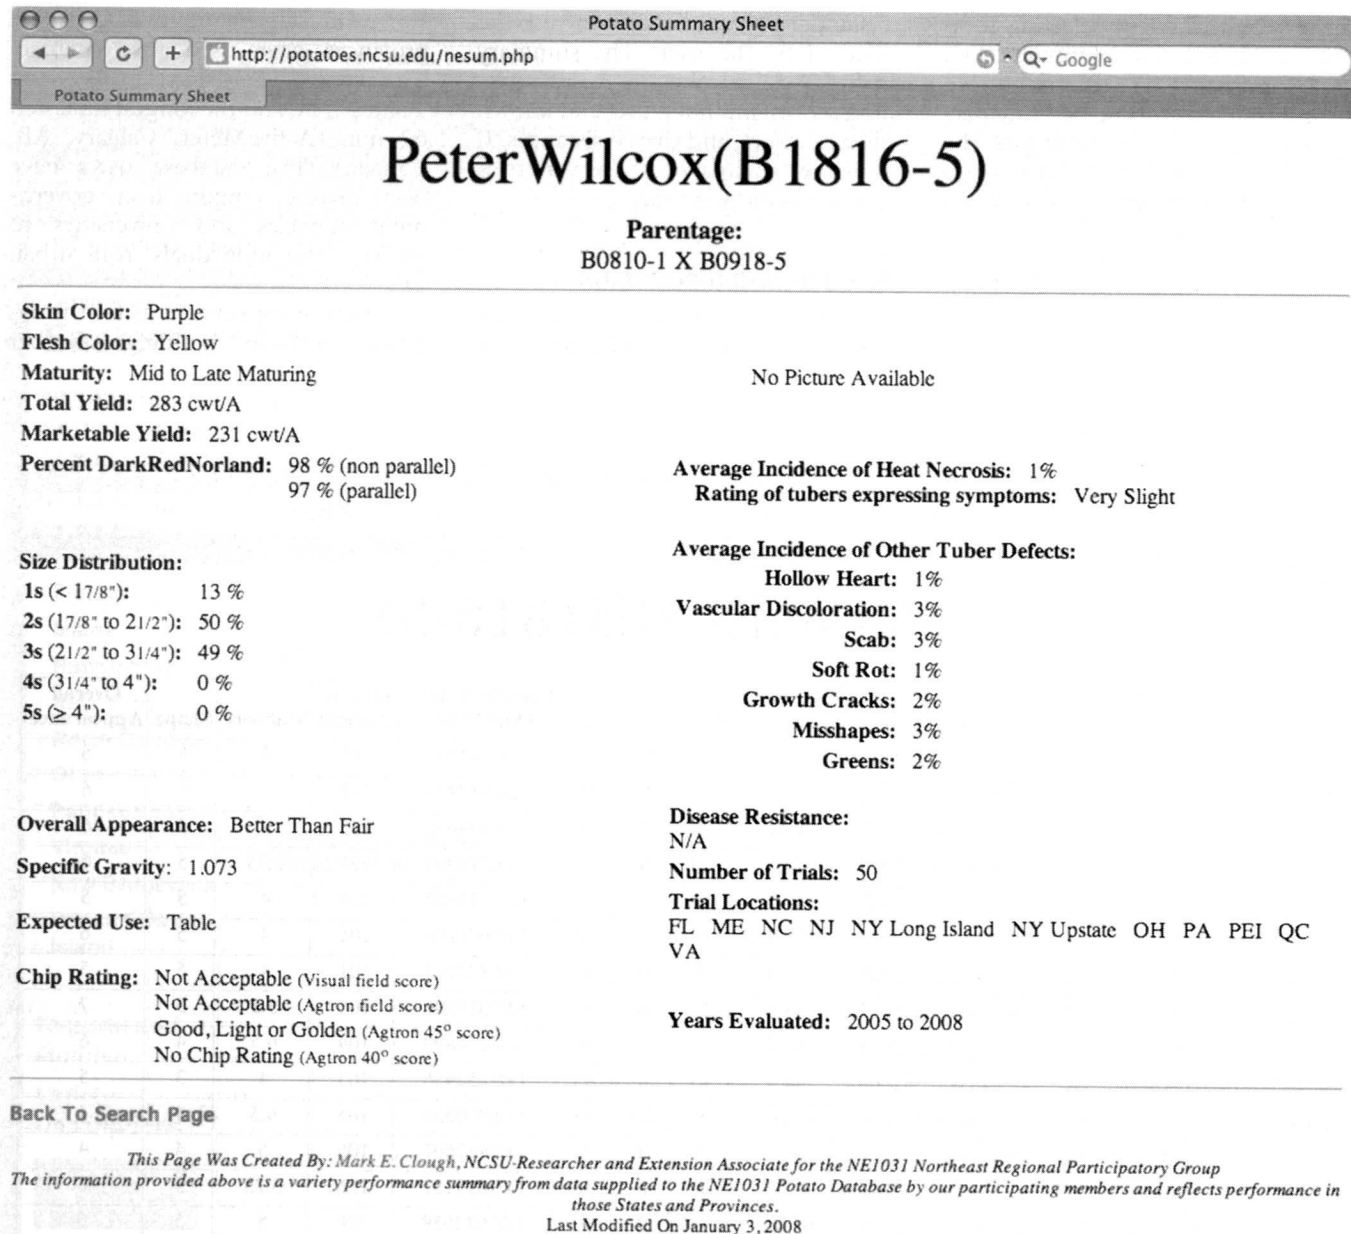 Potato Summary Sheet
http://potatoes.ncsu.edu/nesum.php
Google
Potato Summary Sheet
PeterWilcox(B1816-5)
Parentage:
B0810-1 X B0918-5
Skin Color: Purple
Flesh Color: Yellow
Maturity: Mid to Late Maturing
Total Yield: 283 cwt/A
Marketable Yield: 231 cwt/A
Percent DarkRedNorland: 98 % (non parallel)
97 % (parallel)
Size Distribution:
1s (< 17/8"): 13 %
2s (17/8" to 21/2"): 50 %
3s (21/2" to 31/4"): 49 %
4s (31/4" to 4"): 0 %
5s (≥ 4"): 0 %
Overall Appearance: Better Than Fair
Specific Gravity: 1.073
Expected Use: Table
Chip Rating: Not Acceptable (Visual field score)
Not Acceptable (Agtron field score)
Good, Light or Golden (Agtron 45° score)
No Chip Rating (Agtron 40° score)
No Picture Available
Average Incidence of Heat Necrosis: 1%
Rating of tubers expressing symptoms: Very Slight
Average Incidence of Other Tuber Defects:
Hollow Heart: 1%
Vascular Discoloration: 3%
Scab: 3%
Soft Rot: 1%
Growth Cracks: 2%
Misshapes: 3%
Greens: 2%
Disease Resistance:
N/A
Number of Trials: 50
Trial Locations:
FL ME NC NJ NY Long Island NY Upstate OH PA PEI QC
VA
Years Evaluated: 2005 to 2008
Back To Search Page
This Page Was Created By: Mark E. Clough, NCSU-Researcher and Extension Associate for the NE1031 Northeast Regional Participatory Group
The information provided above is a variety performance summary from data supplied to the NE1031 Potato Database by our participating members and reflects performance in
those States and Provinces.
Last Modified On January 3, 2008